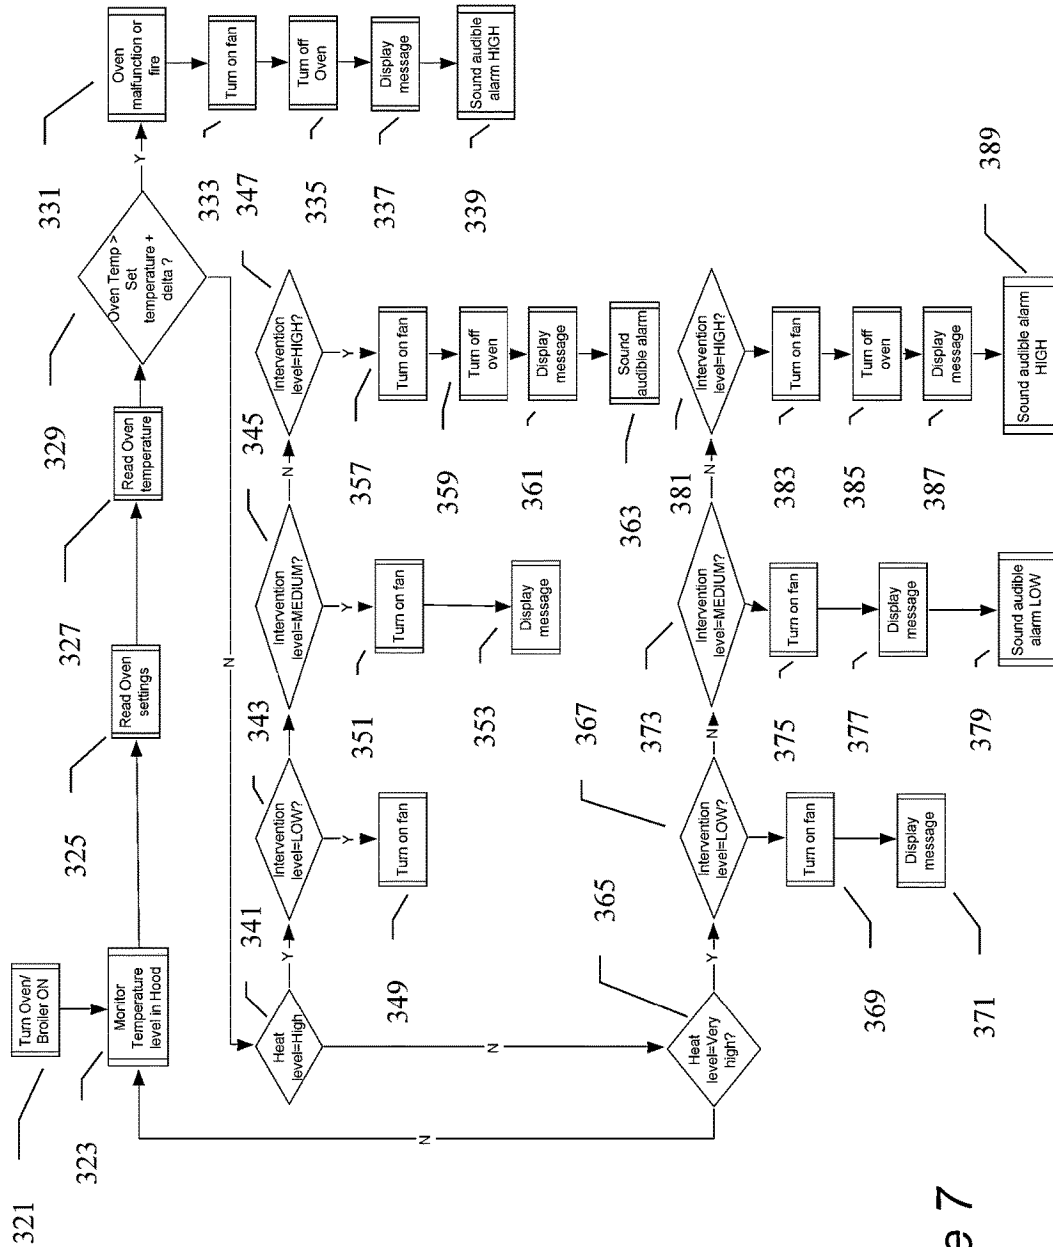 321
Turn Oven/
Broiler ON
323
Monitor
Temperature
level in Hood
325
Read Oven
settings
327
Read Oven
temperature
329
Oven Temp >
Set
temperature +
delta ?
Y
331
Oven
malfunction or
fire
333
Turn on fan
335
Turn off
Oven
337
Display
message
339
Sound audible
alarm HIGH
N
341
Heat
level=High
Y
343
Intervention
level=LOW?
Y
349
Turn on fan
345
Intervention
level=MEDIUM?
Y
351
Turn on fan
353
Display
message
N
347
Intervention
level=HIGH?
Y
357
Turn on fan
359
Turn off
oven
361
Display
message
363
Sound
audible alarm
N
365
Heat
level=Very
high?
N
Y
367
Intervention
level=LOW?
369
Turn on fan
371
Display
message
N
373
Intervention
level=MEDIUM?
375
Turn on fan
377
Display
message
379
Sound audible
alarm LOW
N
381
Intervention
level=HIGH?
383
Turn on fan
385
Turn off
oven
387
Display
message
389
Sound audible alarm
HIGH
e 7